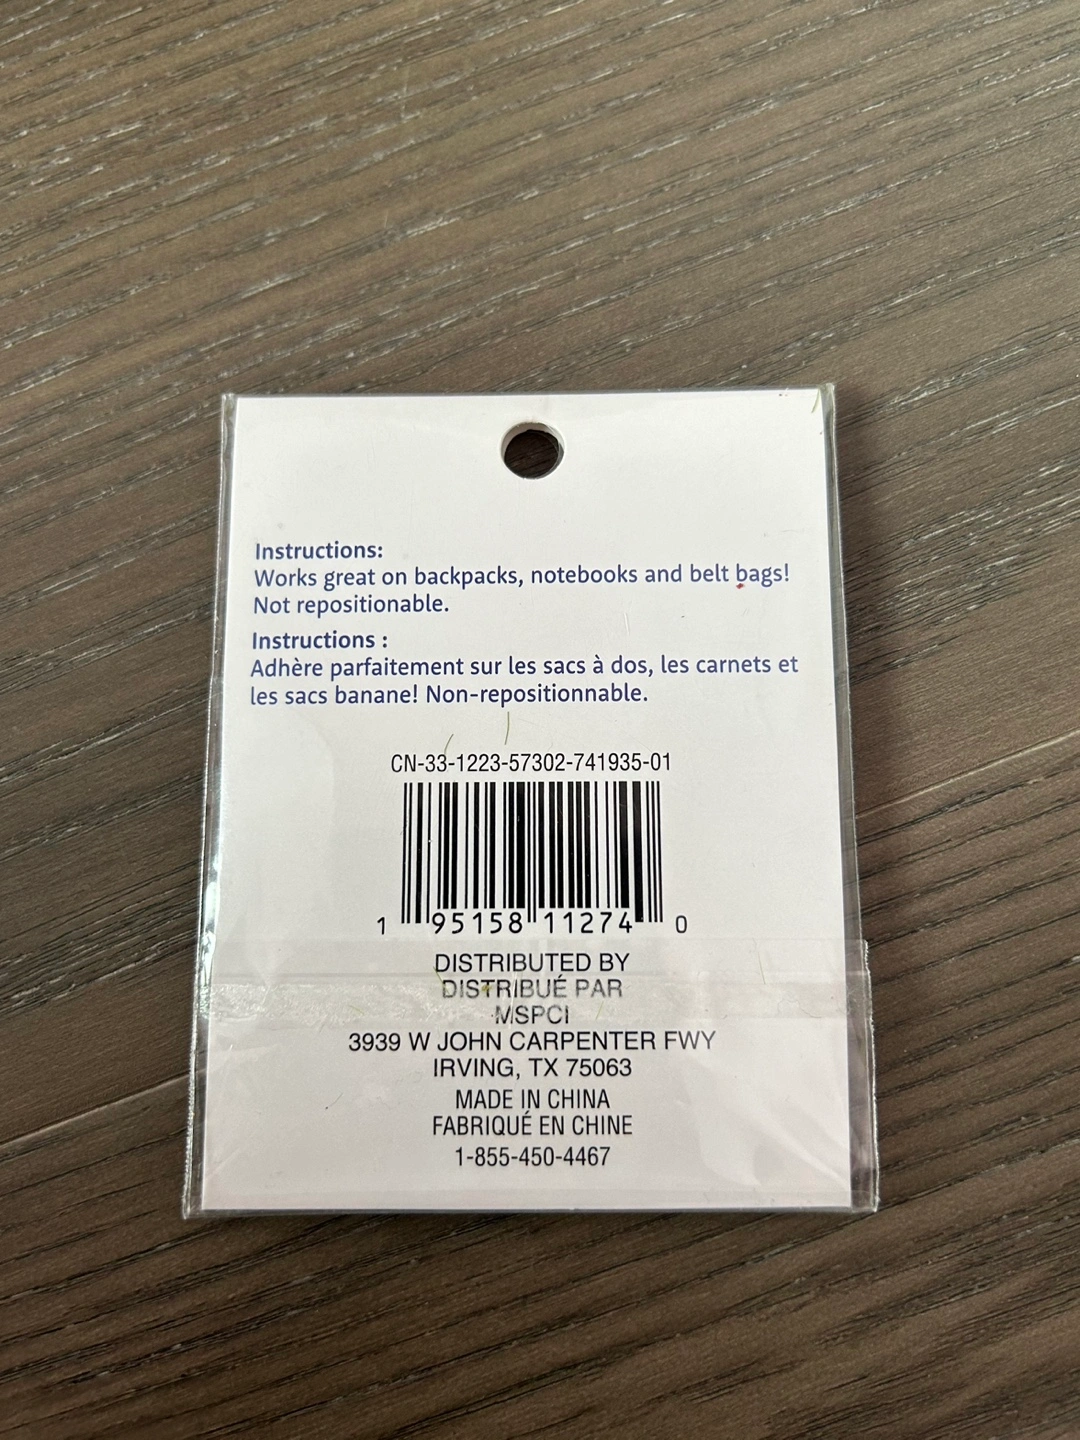 Instructions:
Works great on backpacks, notebooks and belt bags!
Not repositionable.
Instructions :
Adhère parfaitement sur les sacs à dos, les carnets et
les sacs banane! Non-repositionnable.
CN-33-1223-57302-741935-01
1 95158 11274 0
DISTRIBUTED BY
DISTRIBUÉ PAR
MSPCI
3939 W JOHN CARPENTER FWY
IRVING, TX 75063
MADE IN CHINA
FABRIQUÉ EN CHINE
1-855-450-4467